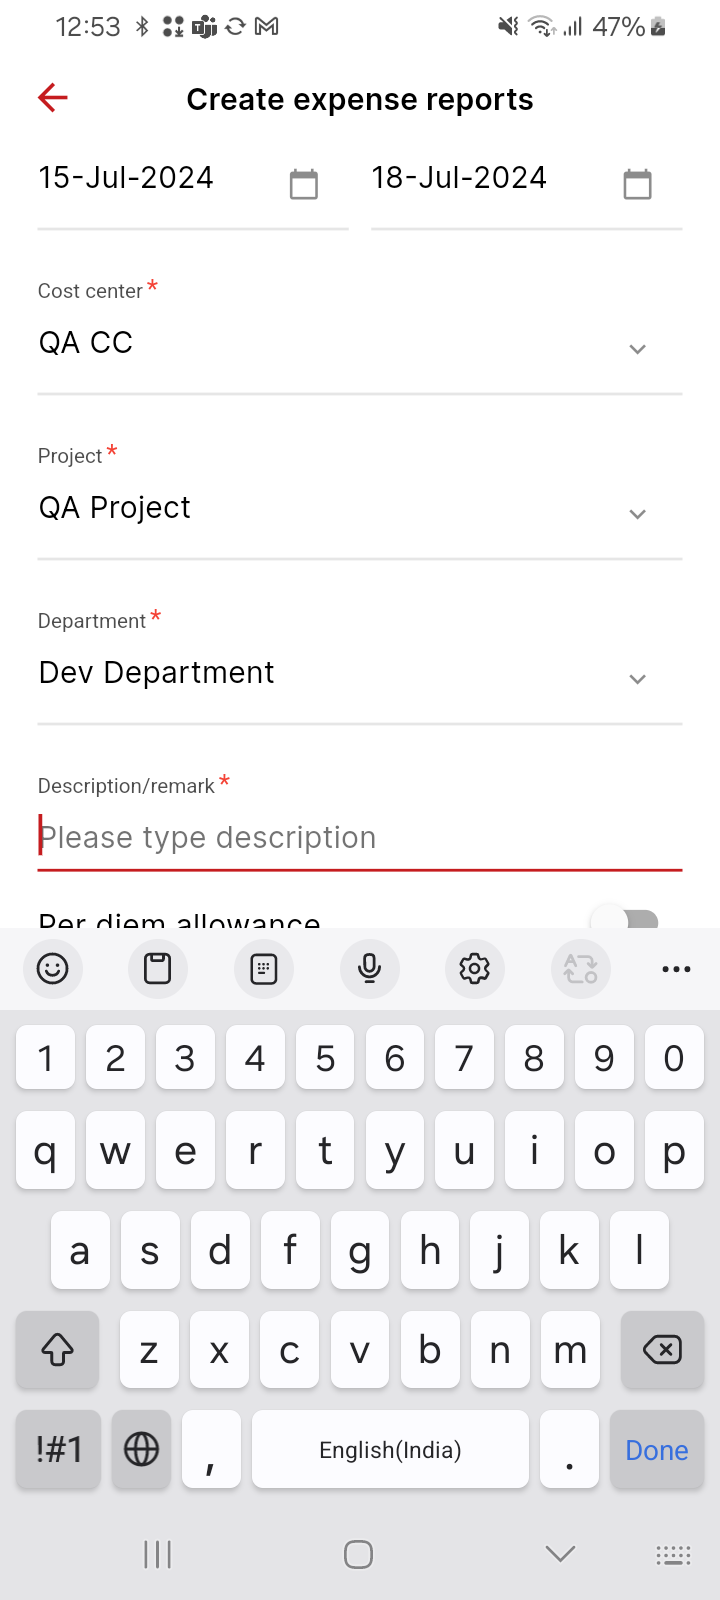 12:53 47%
Create expense reports
15-Jul-2024 18-Jul-2024
Cost center *
QA CC
Project *
QA Project
Department *
Dev Department
Description/remark *
Please type description
Per diem allowance
1 2 3 4 5 6 7 8 9 0
q w e r t y u i o p
a s d f g h j k l
z x c v b n m
!#1 , English(India) . Done